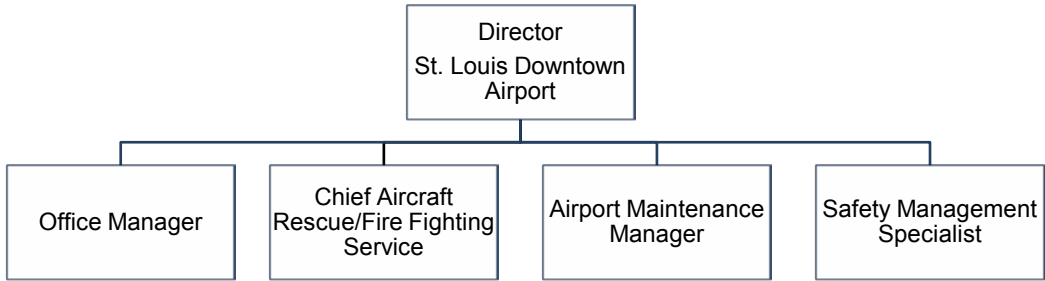 Director
St. Louis Downtown
Airport
Office Manager
Chief Aircraft
Rescue/Fire Fighting
Service
Airport Maintenance
Manager
Safety Management
Specialist